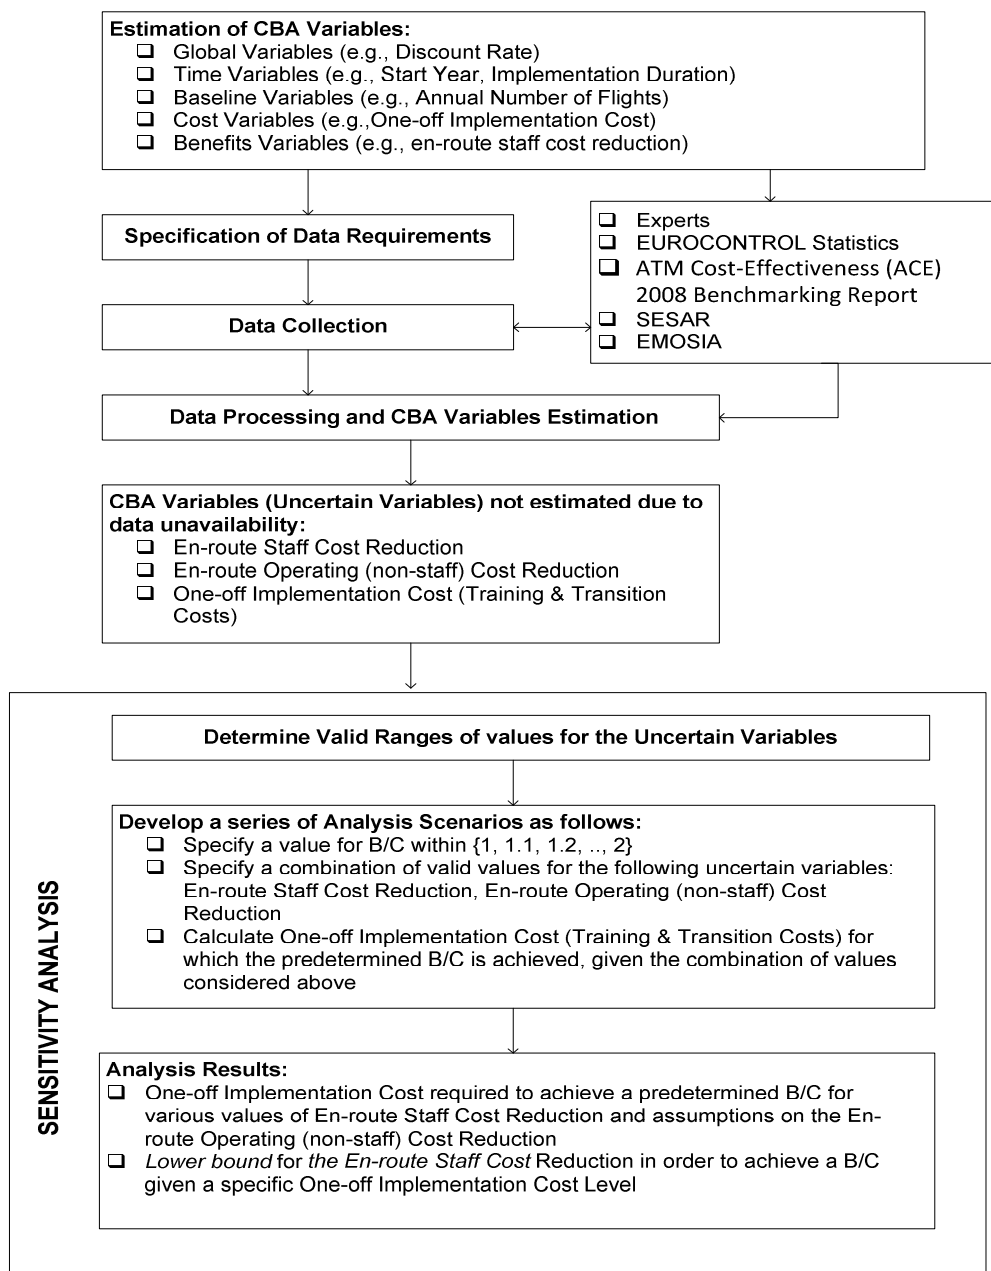 Estimation of CBA Variables:
❑ Global Variables (e.g., Discount Rate)
❑ Time Variables (e.g., Start Year, Implementation Duration)
❑ Baseline Variables (e.g., Annual Number of Flights)
❑ Cost Variables (e.g.,One-off Implementation Cost)
❑ Benefits Variables (e.g., en-route staff cost reduction)
Specification of Data Requirements
❑ Experts
❑ EUROCONTROL Statistics
❑ ATM Cost-Effectiveness (ACE)
2008 Benchmarking Report
❑ SESAR
❑ EMOSIA
Data Collection
Data Processing and CBA Variables Estimation
CBA Variables (Uncertain Variables) not estimated due to
data unavailability:
❑ En-route Staff Cost Reduction
❑ En-route Operating (non-staff) Cost Reduction
❑ One-off Implementation Cost (Training & Transition
Costs)
SENSITIVITY ANALYSIS
Determine Valid Ranges of values for the Uncertain Variables
Develop a series of Analysis Scenarios as follows:
❑ Specify a value for B/C within {1, 1.1, 1.2, .., 2}
❑ Specify a combination of valid values for the following uncertain variables:
En-route Staff Cost Reduction, En-route Operating (non-staff) Cost
Reduction
❑ Calculate One-off Implementation Cost (Training & Transition Costs) for
which the predetermined B/C is achieved, given the combination of values
considered above
Analysis Results:
❑ One-off Implementation Cost required to achieve a predetermined B/C for
various values of En-route Staff Cost Reduction and assumptions on the En-
route Operating (non-staff) Cost Reduction
❑ Lower bound for the En-route Staff Cost Reduction in order to achieve a B/C
given a specific One-off Implementation Cost Level